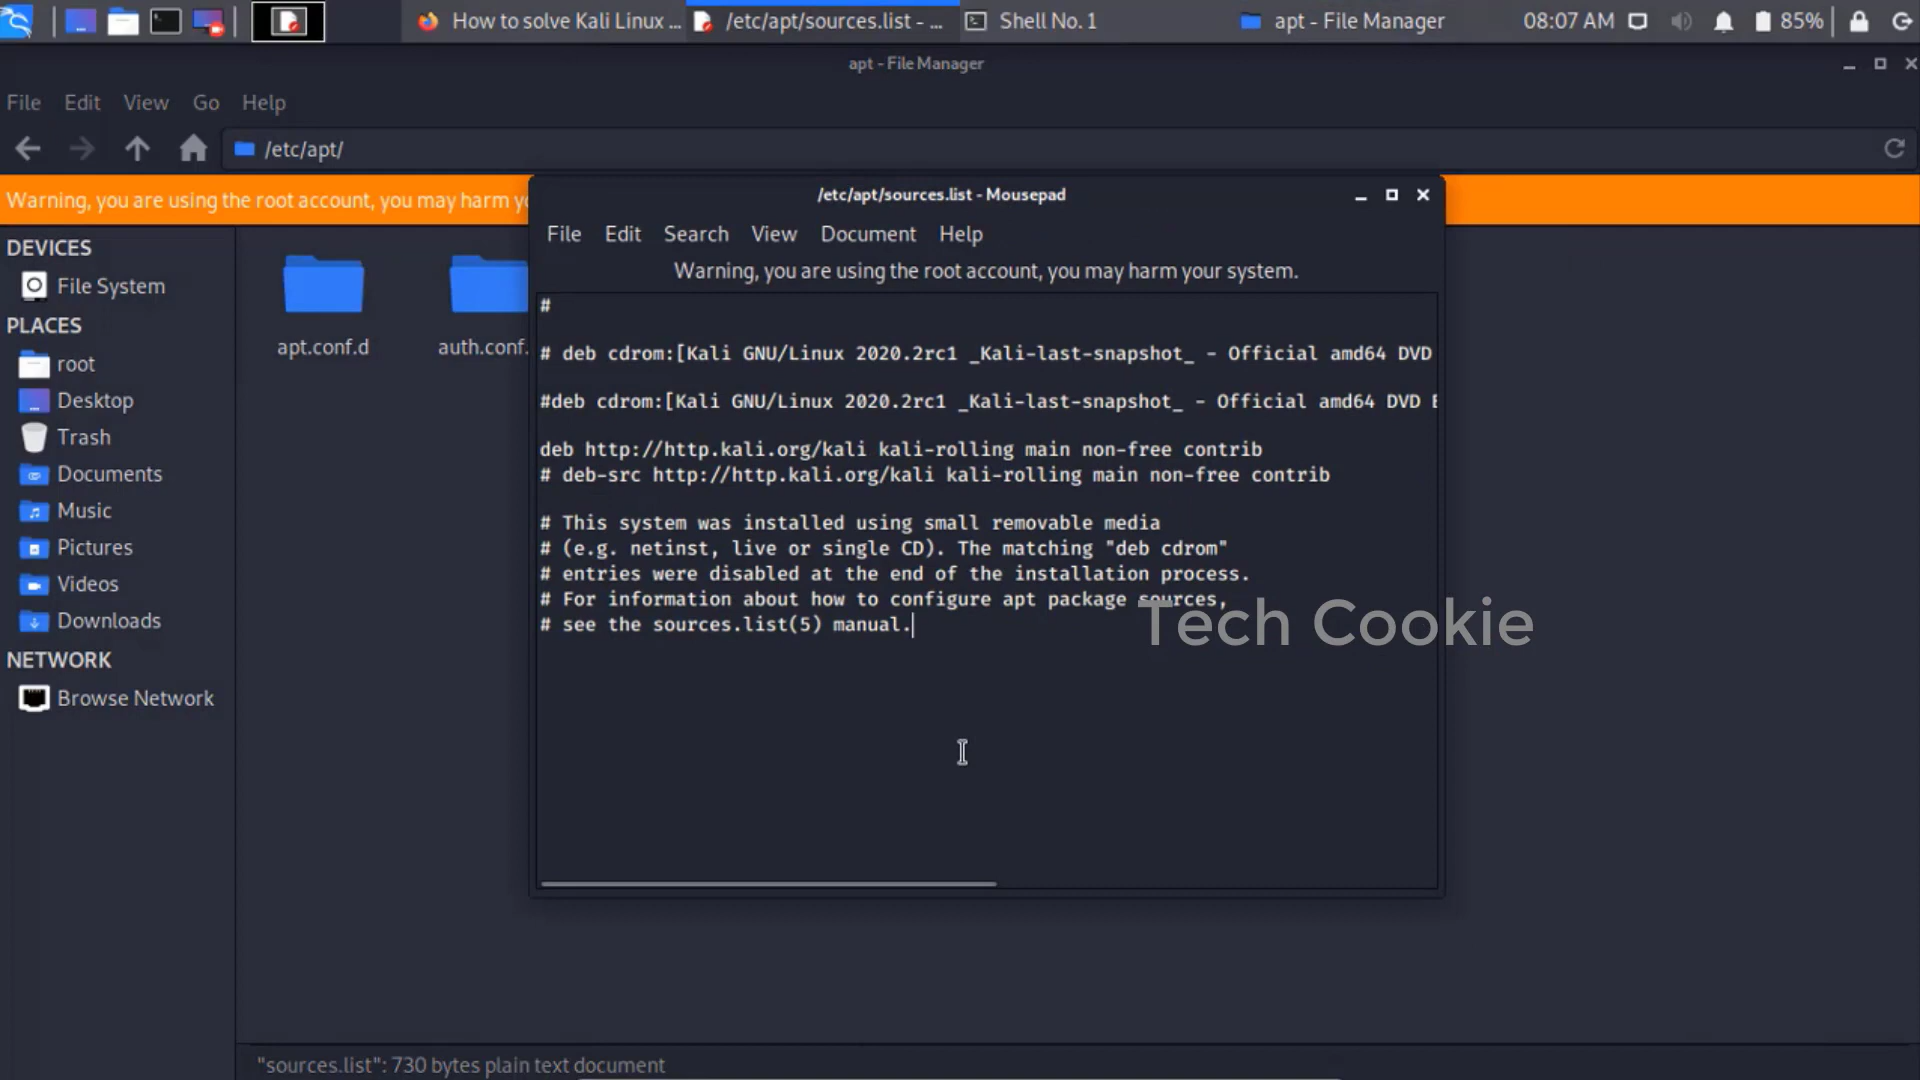 How to solve Kali Linux ...
/etc/apt/sources.list - ...
Shell No. 1
apt - File Manager
08:07 AM
85%
apt - File Manager
File Edit View Go Help
/etc/apt/
Warning, you are using the root account, you may harm
DEVICES
File System
PLACES
root
Desktop
Trash
Documents
Music
Pictures
Videos
Downloads
NETWORK
Browse Network
apt.conf.d
auth.conf.
/etc/apt/sources.list - Mousepad
File Edit Search View Document Help
Warning, you are using the root account, you may harm your system.
#
# deb cdrom:[Kali GNU/Linux 2020.2rc1 _Kali-last-snapshot_ - Official amd64 DVD
#deb cdrom:[Kali GNU/Linux 2020.2rc1 _Kali-last-snapshot_ - Official amd64 DVD
deb http://http.kali.org/kali kali-rolling main non-free contrib
# deb-src http://http.kali.org/kali kali-rolling main non-free contrib
# This system was installed using small removable media
# (e.g. netinst, live or single CD). The matching "deb cdrom"
# entries were disabled at the end of the installation process.
# For information about how to configure apt package sources,
# see the sources.list(5) manual.
Tech Cookie
"sources.list": 730 bytes plain text document